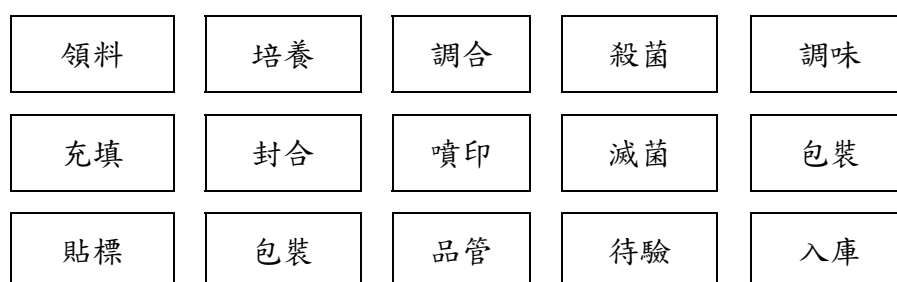 領料 培養 調合 殺菌 調味
充填 封合 噴印 滅菌 包裝
貼標 包裝 品管 待驗 入庫